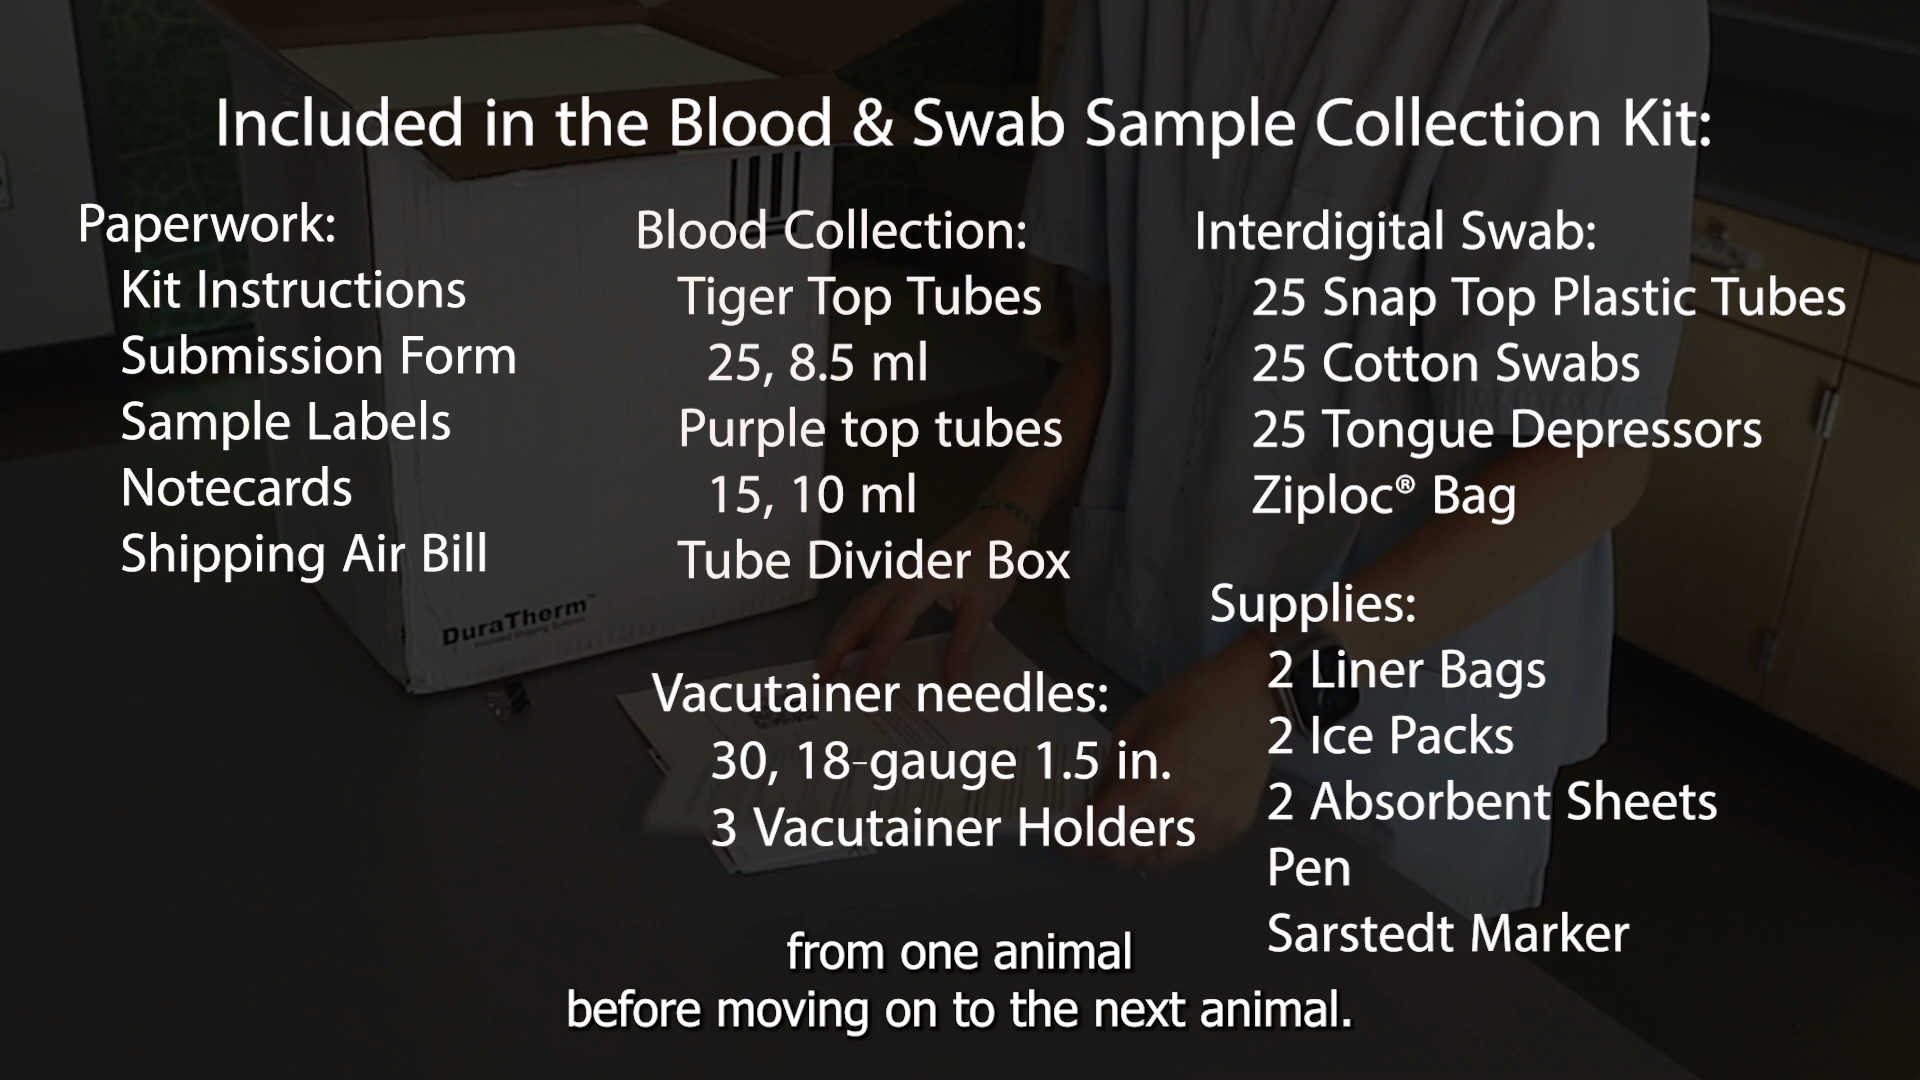 Included in the Blood & Swab Sample Collection Kit:
Paperwork:
Kit Instructions
Submission Form
Sample Labels
Notecards
Shipping Air Bill
Blood Collection:
Tiger Top Tubes
25, 8.5 ml
Purple top tubes
15, 10 ml
Tube Divider Box
Vacutainer needles:
30, 18-gauge 1.5 in.
3 Vacutainer Holders
Interdigital Swab:
25 Snap Top Plastic Tubes
25 Cotton Swabs
25 Tongue Depressors
Ziploc® Bag
Supplies:
2 Liner Bags
2 Ice Packs
2 Absorbent Sheets
Pen
Sarstedt Marker
DuraTherm™
from one animal
before moving on to the next animal.